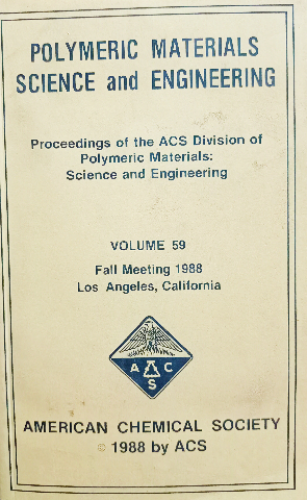 POLYMERIC MATERIALS
SCIENCE and ENGINEERING
Proceedings of the ACS Division of
Polymeric Materials:
Science and Engineering
VOLUME 59
Fall Meeting 1988
Los Angeles, California
A C
S
AMERICAN CHEMICAL SOCIETY
© 1988 by ACS